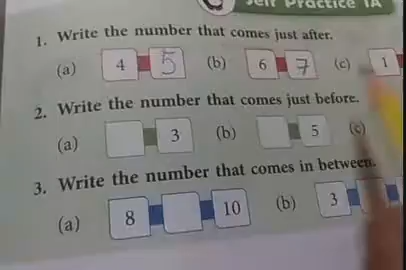 Self Practice 1A
1. Write the number that comes just after.
(a) 4 5 (b) 6 7 (c) 1
2. Write the number that comes just before.
(a) 3 (b) 5 (c)
3. Write the number that comes in between.
(a) 8 10 (b) 3